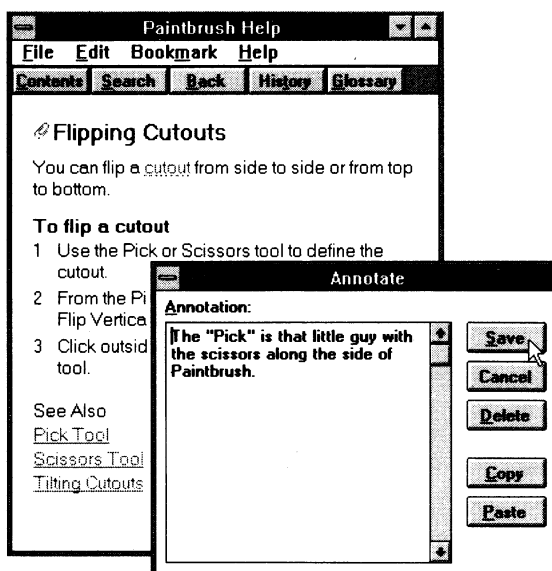 Paintbrush Help
File Edit Bookmark Help
Contents Search Back History Glossary
Flipping Cutouts
You can flip a cutout from side to side or from top
to bottom.
To flip a cutout
1 Use the Pick or Scissors tool to define the
cutout.
2 From the Pi
Flip Vertica
3 Click outsid
tool.
See Also
Pick Tool
Scissors Tool
Tilting Cutouts
Annotate
Annotation:
The "Pick" is that little guy with
the scissors along the side of
Paintbrush.
Save
Cancel
Delete
Copy
Paste